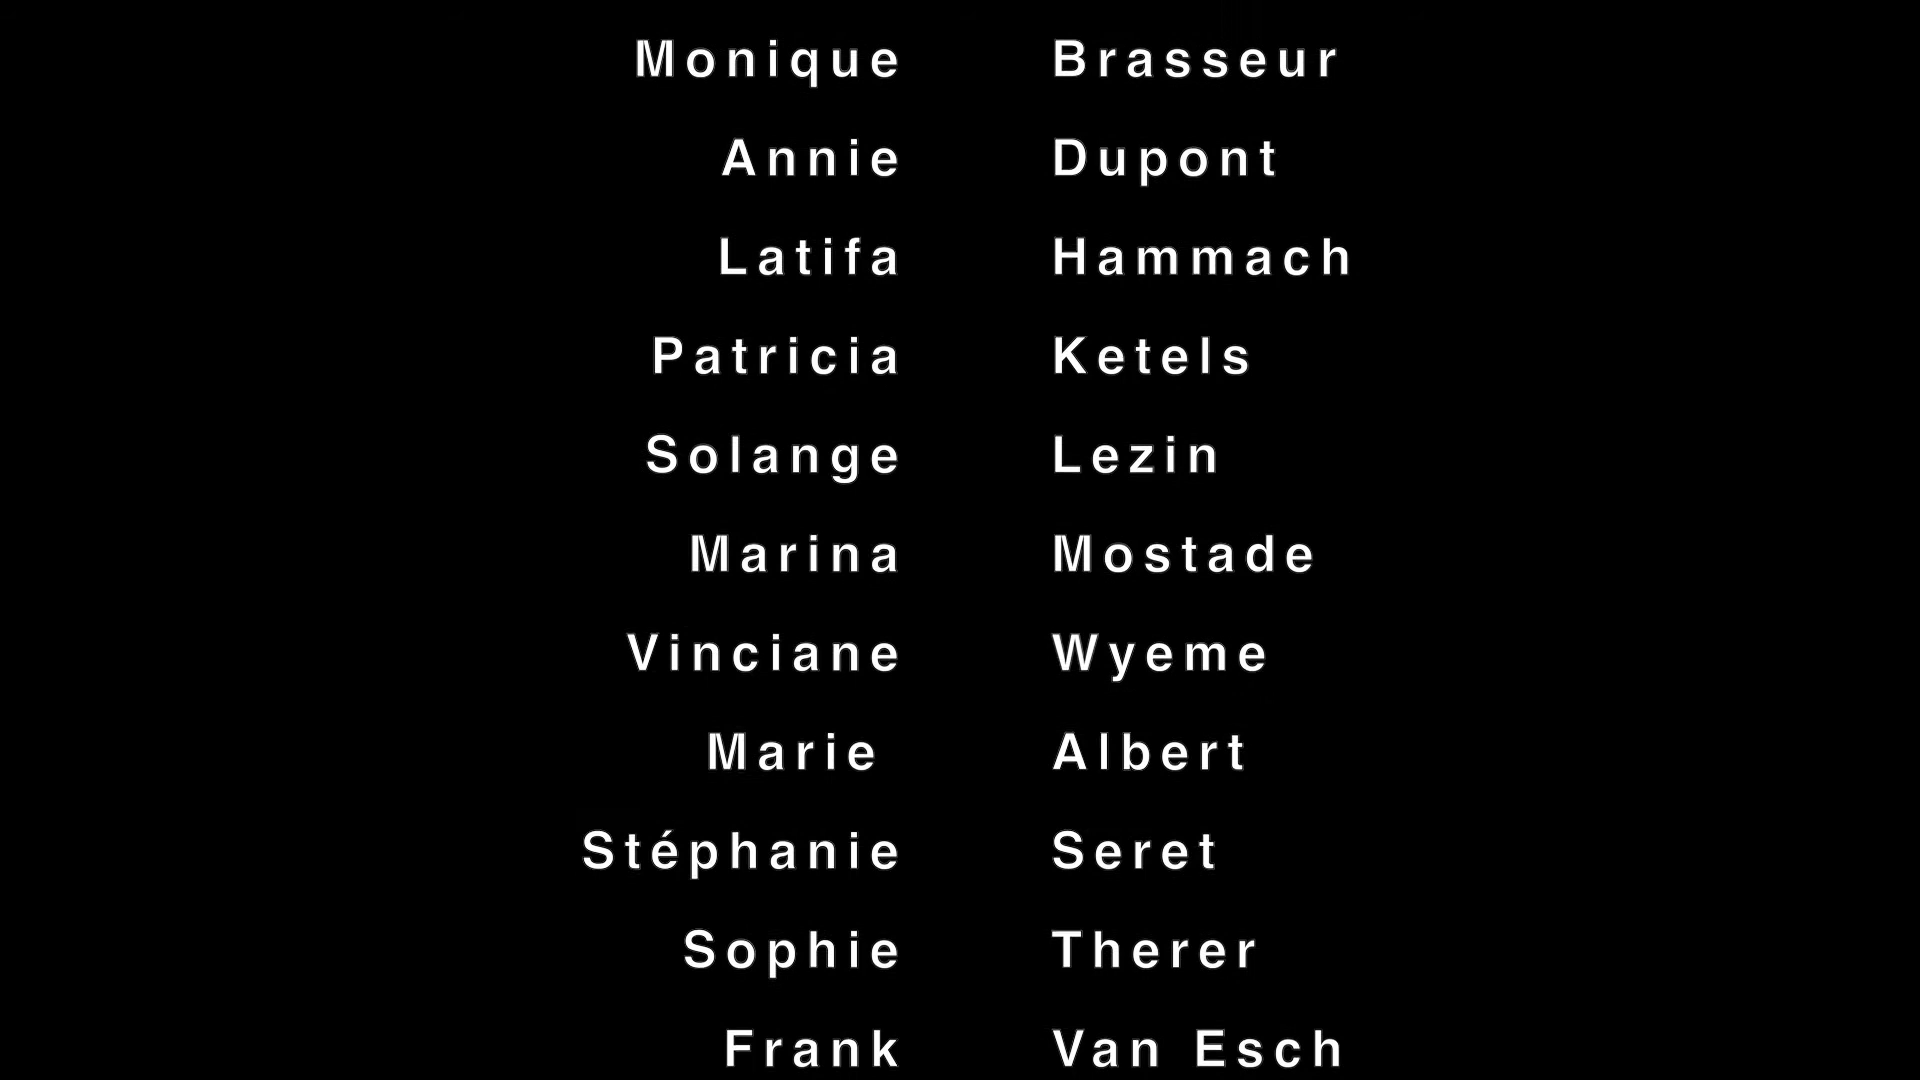 Monique Brasseur
Annie Dupont
Latifa Hammach
Patricia Ketels
Solange Lezin
Marina Mostade
Vinciane Wyeme
Marie Albert
Stéphanie Seret
Sophie Therer
Frank Van Esch